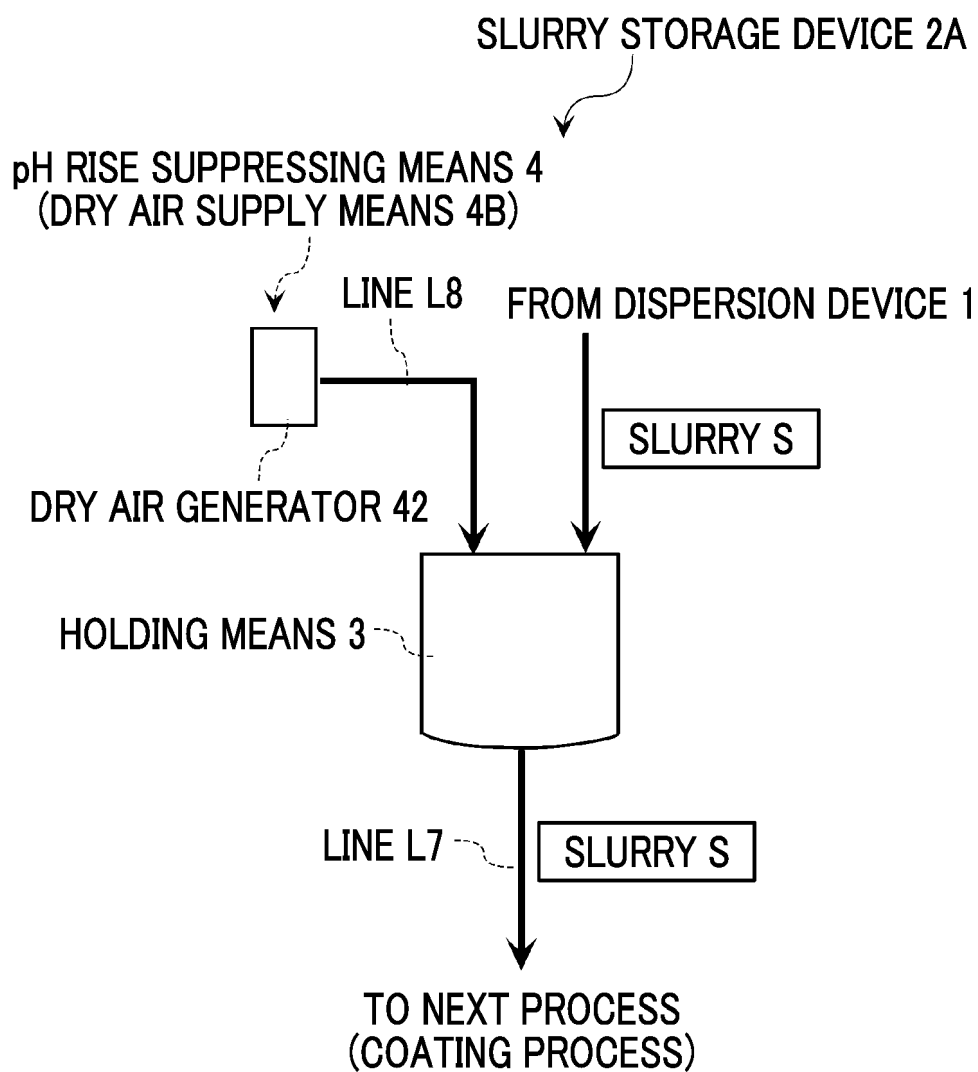 SLURRY STORAGE DEVICE 2A
pH RISE SUPPRESSING MEANS 4
(DRY AIR SUPPLY MEANS 4B)
LINE L8
FROM DISPERSION DEVICE 1
SLURRY S
DRY AIR GENERATOR 42
HOLDING MEANS 3
LINE L7
SLURRY S
TO NEXT PROCESS
(COATING PROCESS)